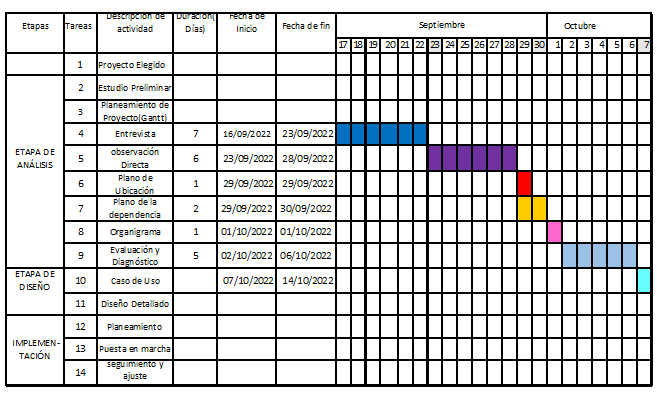 Etapas Tareas Descripción de actividad Duración( Días) Fecha de Inicio Fecha de fin Septiembre Octubre
17 18 19 20 21 22 23 24 25 26 27 28 29 30 1 2 3 4 5 6 7
1 Proyecto Elegido
ETAPA DE ANÁLISIS
2 Estudio Preliminar
3 Planeamiento de Proyecto(Gantt)
4 Entrevista 7 16/09/2022 23/09/2022
5 observación Directa 6 23/09/2022 28/09/2022
6 Plano de Ubicación 1 29/09/2022 29/09/2022
7 Plano de la dependencia 2 29/09/2022 30/09/2022
8 Organigrama 1 01/10/2022 01/10/2022
9 Evaluación y Diagnóstico 5 02/10/2022 06/10/2022
ETAPA DE DISEÑO
10 Caso de Uso 07/10/2022 14/10/2022
11 Diseño Detallado
IMPLEMEN-TACIÓN
12 Planeamiento
13 Puesta en marcha
14 seguimiento y ajuste